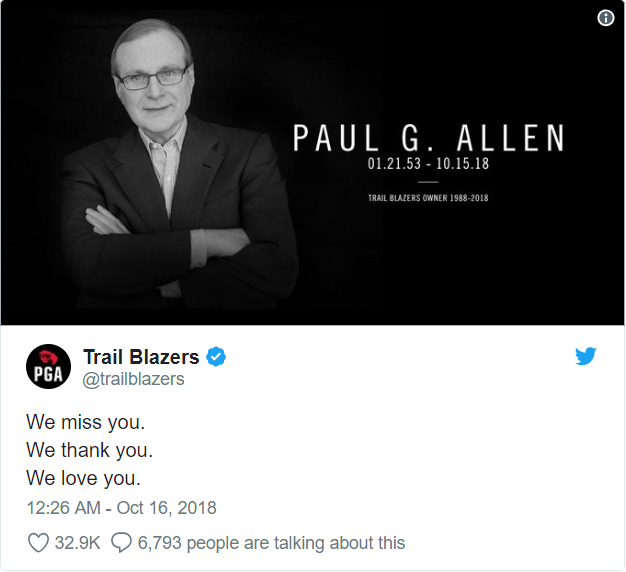 PAUL G. ALLEN
01.21.53 - 10.15.18
TRAIL BLAZERS OWNER 1988-2018
PGA
Trail Blazers
@trailblazers
We miss you.
We thank you.
We love you.
12:26 AM - Oct 16, 2018
32.9K 6,793 people are talking about this